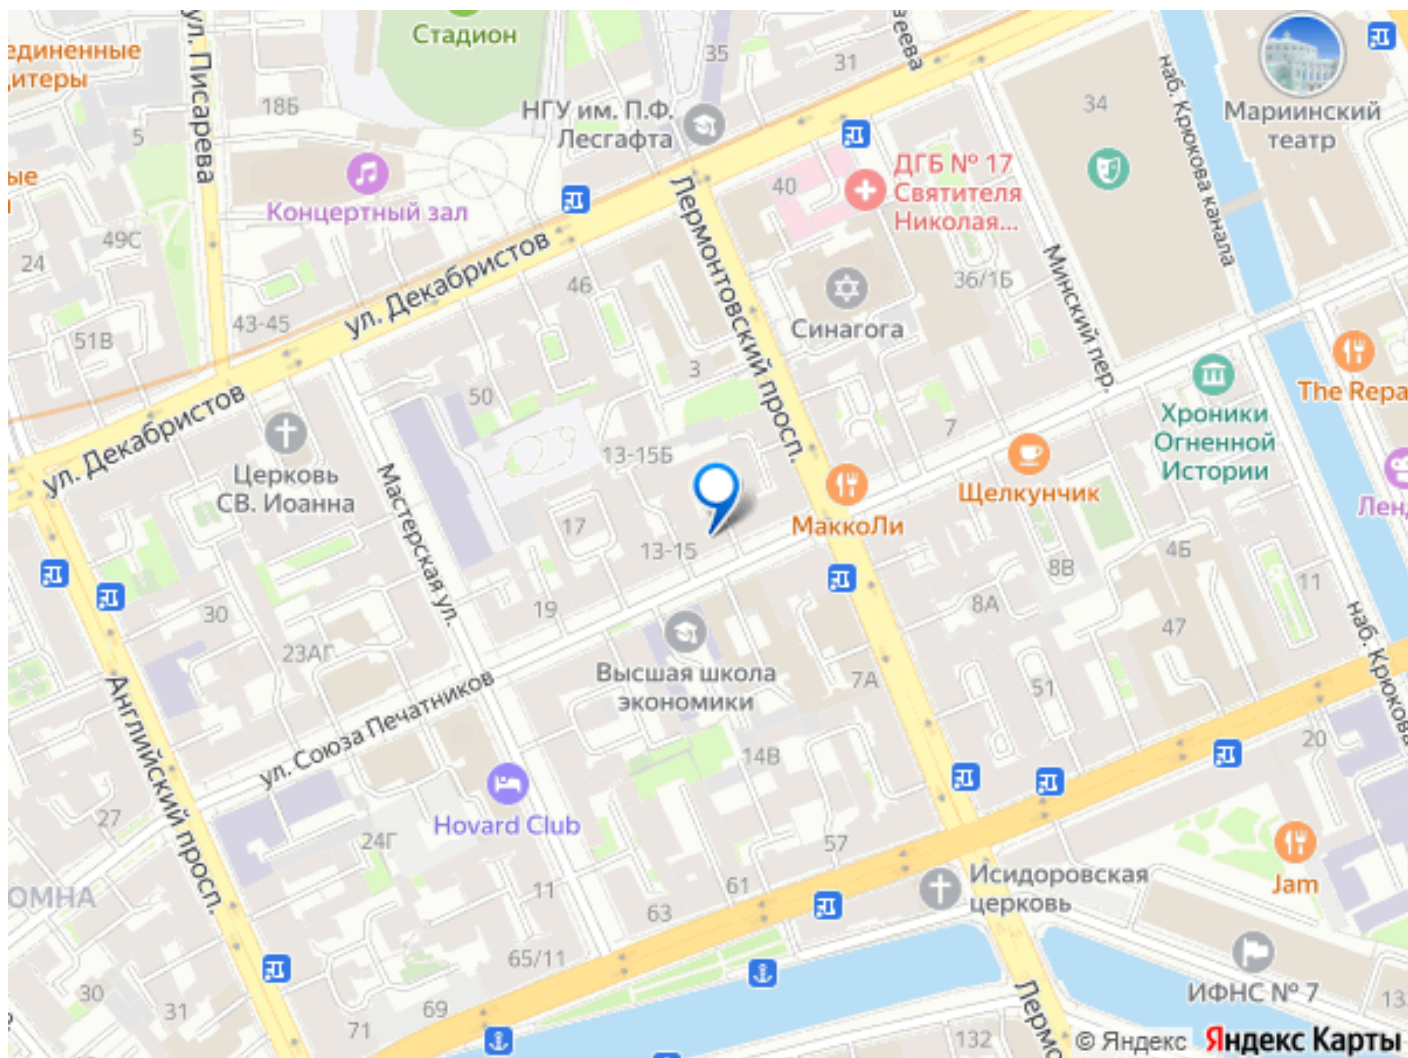 Стадион
единенные
цитеры
ул. Писарева
18Б
5
ые
35
31
НГУ им. П.Ф.
Лесгафта
34
наб. Крюкова канала
Мариинский
театр
Концертный зал
49С
24
40
ДГБ № 17
Святителя
Николая...
ул. Декабристов
46
Лермонтовский просп.
Синагога
36/1Б
Минский пер.
43-45
51В
3
50
The Repa
Хроники
Огненной
Истории
ул. Декабристов
Церковь
СВ. Иоанна
Мастерская ул.
13-15Б
7
Щелкунчик
МаккоЛи
Ленд
17
13-15
4Б
8В
11
30
19
8А
47
наб. Крюкова
23АГ
Высшая школа
экономики
7А
51
Английский просп.
ул. Союза Печатников
14В
20
27
Hovard Club
24Г
57
Jam
ОМНА
11
61
63
Исидоровская
церковь
65/11
30
31
69
71
ИФНС № 7
13
132
Лермо
© Яндекс Яндекс Карты